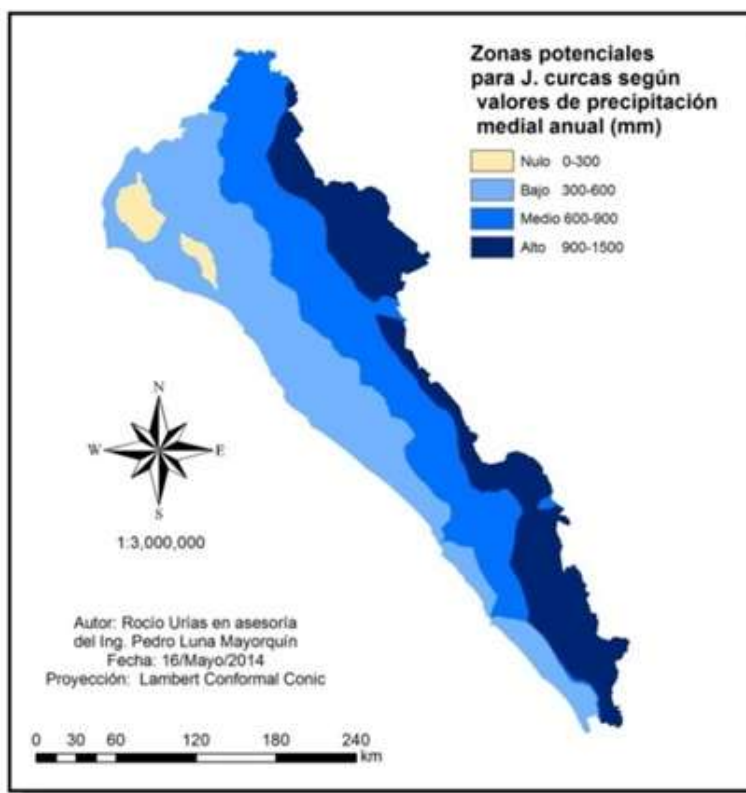 Zonas potenciales
para J. curcas según
valores de precipitación
medial anual (mm)
Nulo 0-300
Bajo 300-600
Medio 600-900
Alto 900-1500
N
W E
S
1:3,000,000
Autor: Rocio Urías en asesoría
del Ing. Pedro Luna Mayorquín
Fecha: 16/Mayo/2014
Proyección: Lambert Conformal Conic
0 30 60 120 180 240
km